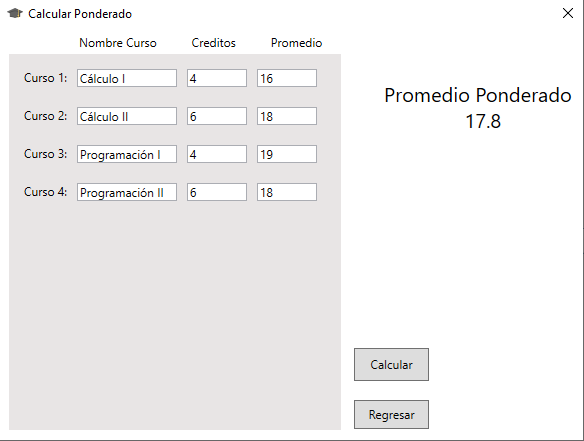 Calcular Ponderado
Nombre Curso Creditos Promedio
Curso 1: Cálculo I 4 16
Curso 2: Cálculo II 6 18
Curso 3: Programación I 4 19
Curso 4: Programación II 6 18
Promedio Ponderado
17.8
Calcular
Regresar